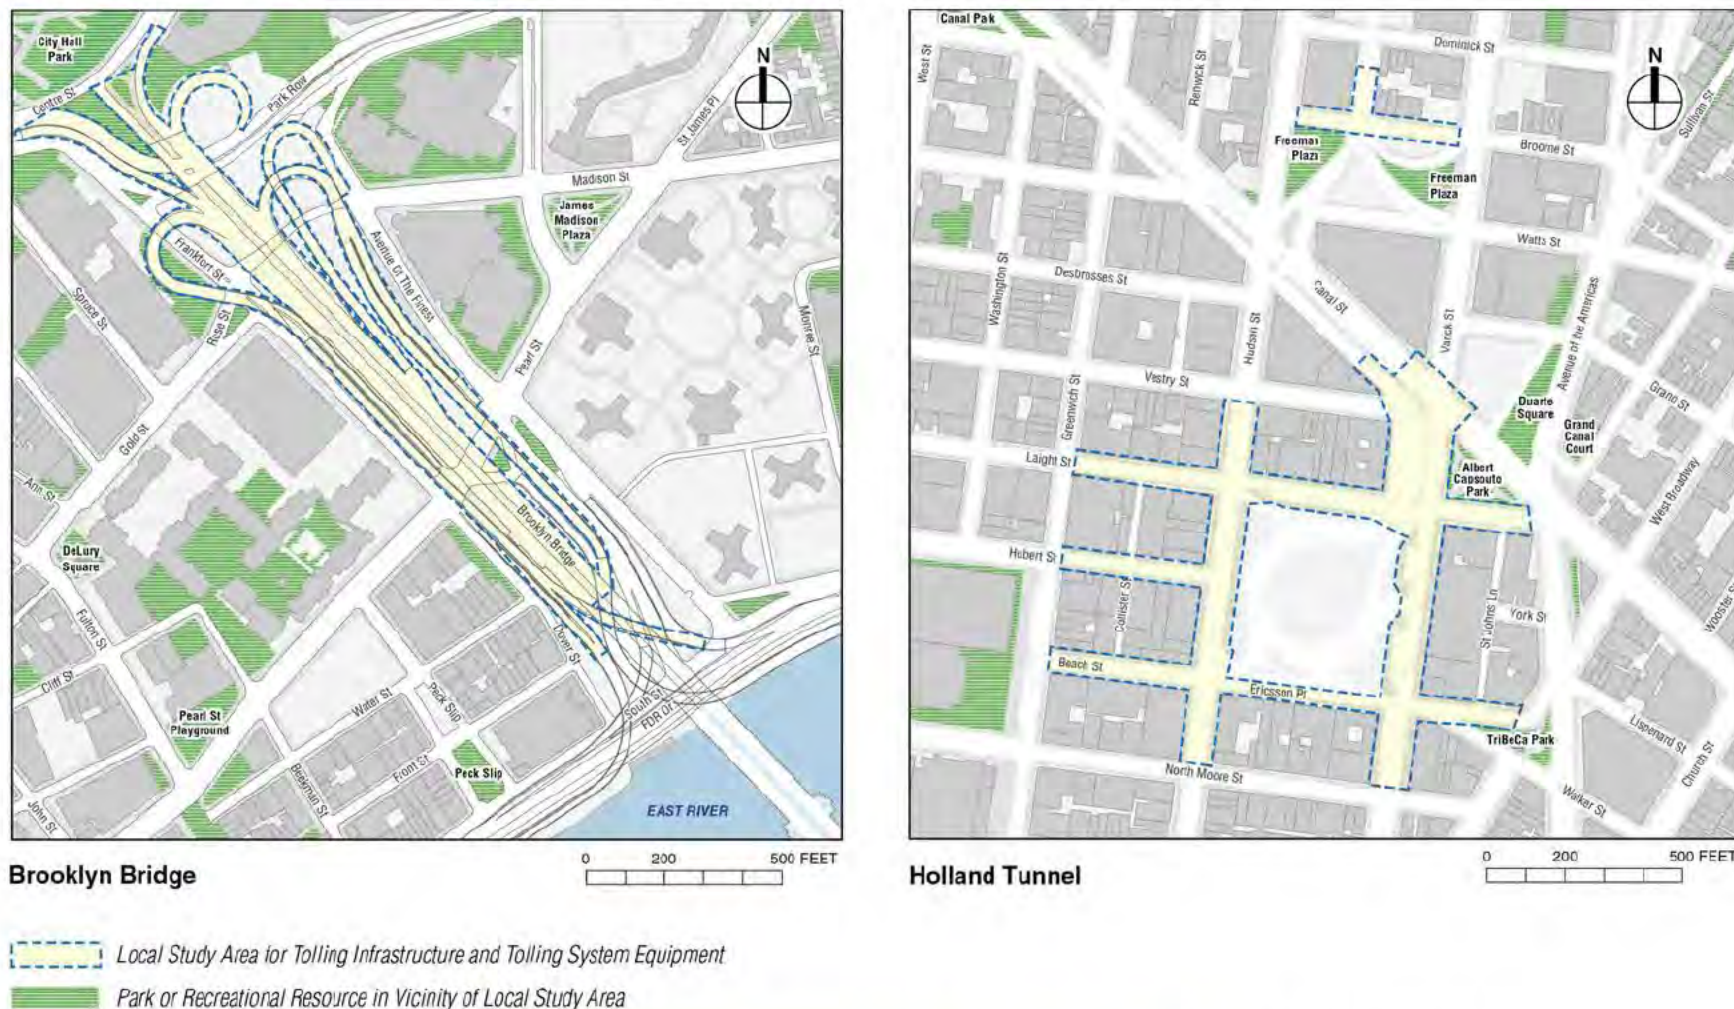 City Hall
Park
Centre St
Park Row
N
St James Pl
Madison St
James
Madison
Plaza
Avenue Of The Finest
Frankfort St
Spruce St
Rose St
Pearl St
Monroe St
Gold St
Ann St
Brooklyn Bridge
DeLury
Square
Fulton St
Dover St
Cliff St
Water St
Peck Slip
South St
FDR Dr
Pearl St
Playground
Front St
Peck Slip
Beekman St
John St
EAST RIVER
Brooklyn Bridge
0 200 500 FEET
Canal Park
West St
Renwick St
Dominick St
N
Sullivan St
Freeman
Plaza
Broome St
Freeman
Plaza
Watts St
Washington St
Desbrosses St
Canal St
Hudson St
Varick St
Avenue of the Americas
Vestry St
Greenwich St
Grand St
Duarte
Square
Grand
Canal
Court
Laight St
Albert
Capsouto
Park
West Broadway
Hubert St
Collister St
St Johns Ln
York St
Wooster St
Beach St
Ericsson Pl
Lispenard St
TriBeCa Park
North Moore St
Walker St
Church St
Holland Tunnel
0 200 500 FEET
Local Study Area for Tolling Infrastructure and Tolling System Equipment
Park or Recreational Resource in Vicinity of Local Study Area